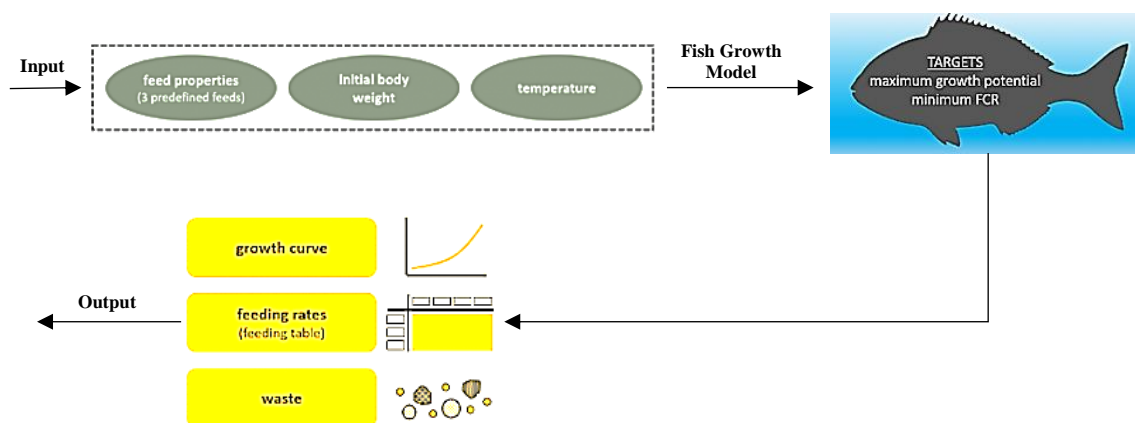 Input
feed properties
(3 predefined feeds)
initial body
weight
temperature
Fish Growth
Model
TARGETS
maximum growth potential
minimum FCR
growth curve
feeding rates
(feeding table)
Output
waste